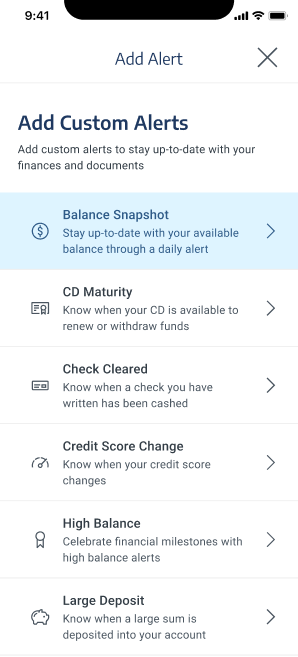 9:41
Add Alert
Add Custom Alerts
Add custom alerts to stay up-to-date with your
finances and documents
Balance Snapshot
Stay up-to-date with your available
balance through a daily alert
CD Maturity
Know when your CD is available to
renew or withdraw funds
Check Cleared
Know when a check you have
written has been cashed
Credit Score Change
Know when your credit score
changes
High Balance
Celebrate financial milestones with
high balance alerts
Large Deposit
Know when a large sum is
deposited into your account